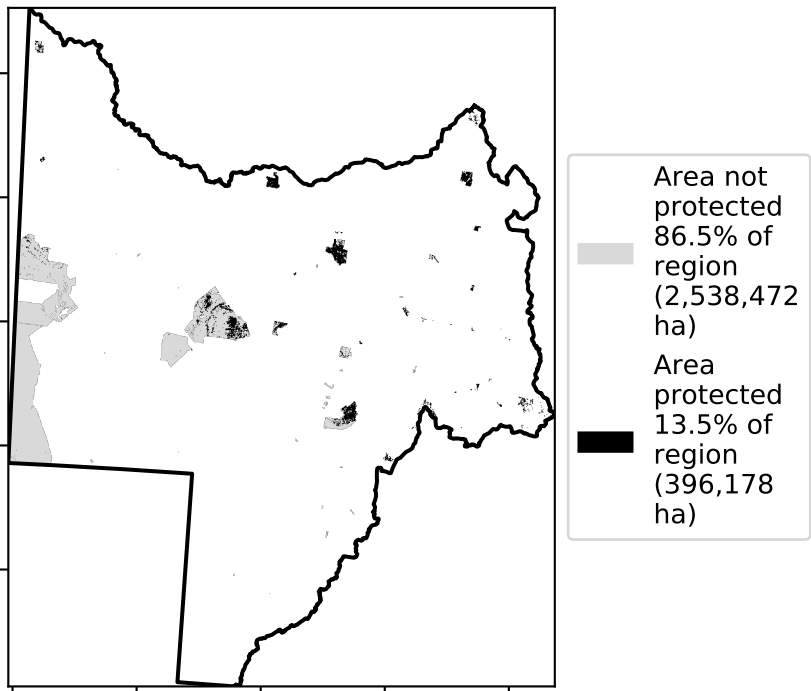 Area not
protected
86.5% of
region
(2,538,472
ha)
Area
protected
13.5% of
region
(396,178
ha)